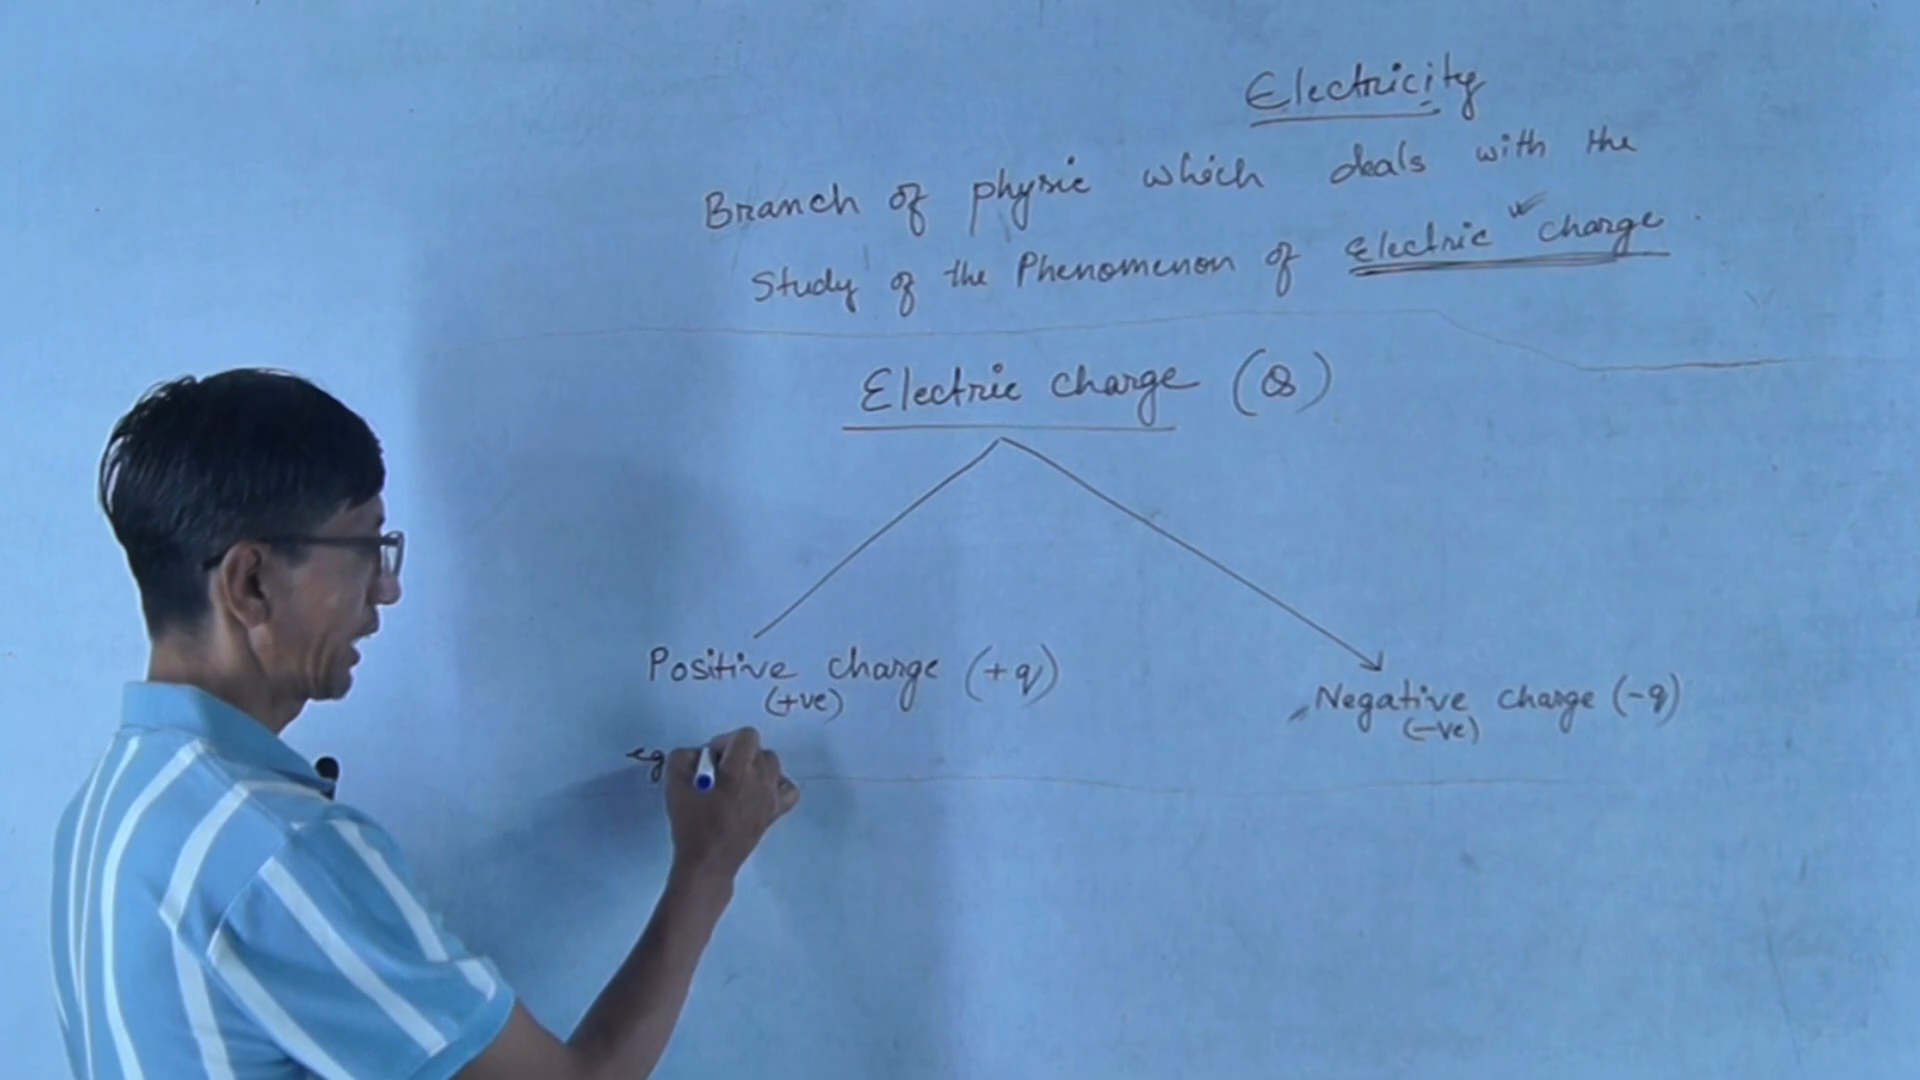 Electricity
Branch of physic which deals with the
Study of the Phenomenon of Electric charge.
Electric charge (Q)
Positive charge (+q)
(+ve)
Negative charge (-q)
(-ve)
eg